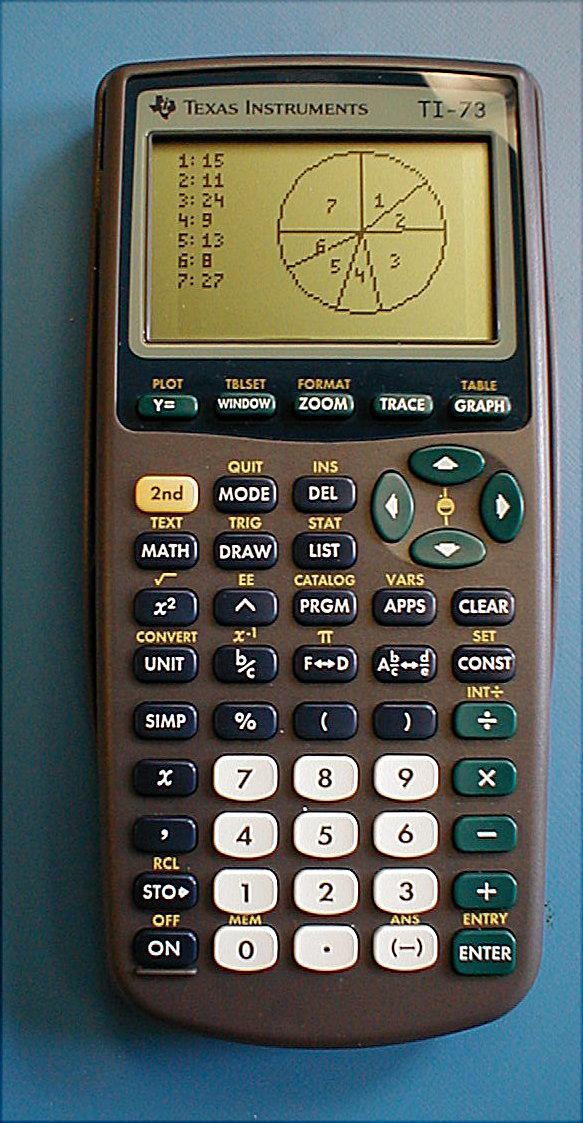 TEXAS INSTRUMENTS TI-73
1:15
2:11
3:24
4:9
5:13
6:8
7:27
7 1
2
6 3
5 4
PLOT TBLSET FORMAT TABLE
Y= WINDOW ZOOM TRACE GRAPH
QUIT INS
2nd MODE DEL
TEXT TRIG STAT
MATH DRAW LIST
√ EE CATALOG VARS
x² ^ PRGM APPS CLEAR
CONVERT x⁻¹ π SET
UNIT b/c F↔D A b/c↔d/e CONST
INT÷
SIMP % ( ) ÷
x 7 8 9 ×
, 4 5 6 −
RCL
STO▸ 1 2 3 +
OFF MEM ANS ENTRY
ON 0 . (−) ENTER